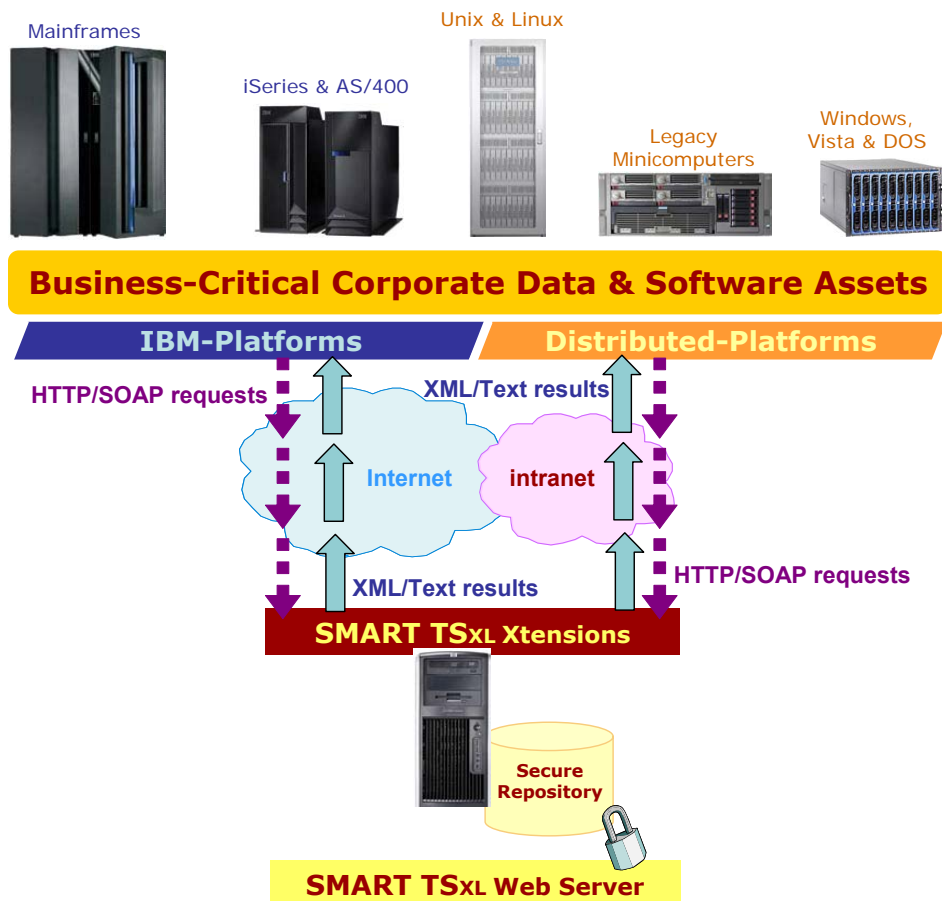 Mainframes
iSeries & AS/400
Unix & Linux
Legacy
Minicomputers
Windows,
Vista & DOS
Business-Critical Corporate Data & Software Assets
IBM-Platforms
Distributed-Platforms
HTTP/SOAP requests
XML/Text results
Internet
intranet
XML/Text results
HTTP/SOAP requests
SMART TSXL Xtensions
Secure
Repository
SMART TSXL Web Server